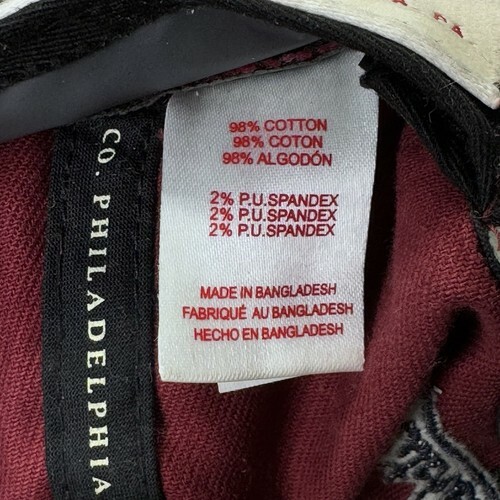 98% COTTON
98% COTON
98% ALGODÓN
2% P.U.SPANDEX
2% P.U.SPANDEX
2% P.U.SPANDEX
MADE IN BANGLADESH
FABRIQUÉ AU BANGLADESH
HECHO EN BANGLADESH
CO. PHILADELPHIA